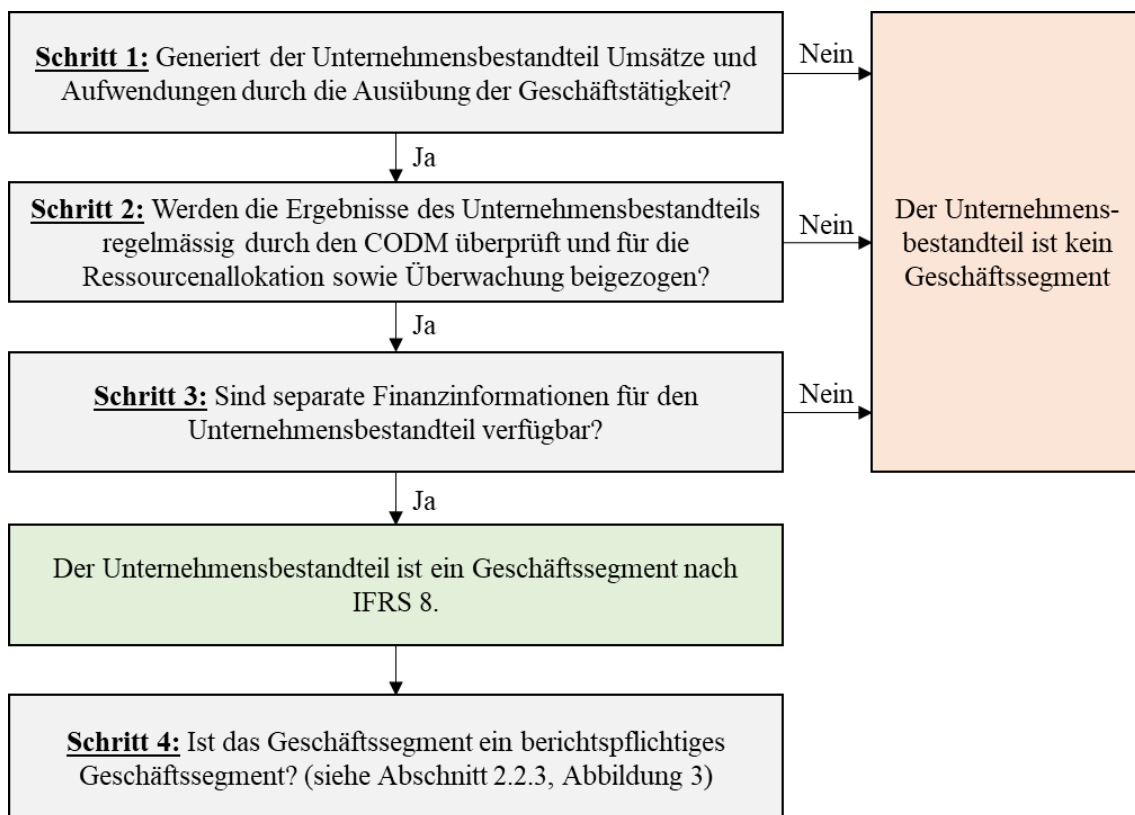 Schritt 1: Generiert der Unternehmensbestandteil Umsätze und
Aufwendungen durch die Ausübung der Geschäftstätigkeit?
Nein
Ja
Schritt 2: Werden die Ergebnisse des Unternehmensbestandteils
regelmässig durch den CODM überprüft und für die
Ressourcenallokation sowie Überwachung beigezogen?
Nein
Der Unternehmens-
bestandteil ist kein
Geschäftssegment
Ja
Schritt 3: Sind separate Finanzinformationen für den
Unternehmensbestandteil verfügbar?
Nein
Ja
Der Unternehmensbestandteil ist ein Geschäftssegment nach
IFRS 8.
Schritt 4: Ist das Geschäftssegment ein berichtspflichtiges
Geschäftssegment? (siehe Abschnitt 2.2.3, Abbildung 3)